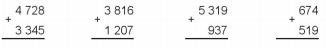 4 728 3 816 5 319 674
+ + + +
3 345 1 207 937 519